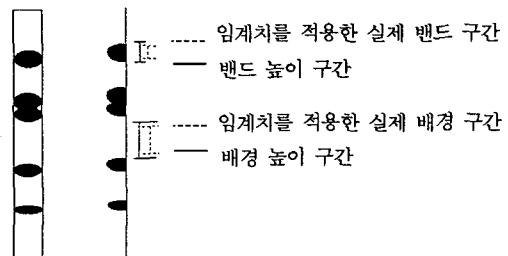 임계치를 적용한 실제 밴드 구간
밴드 높이 구간
임계치를 적용한 실제 배경 구간
배경 높이 구간